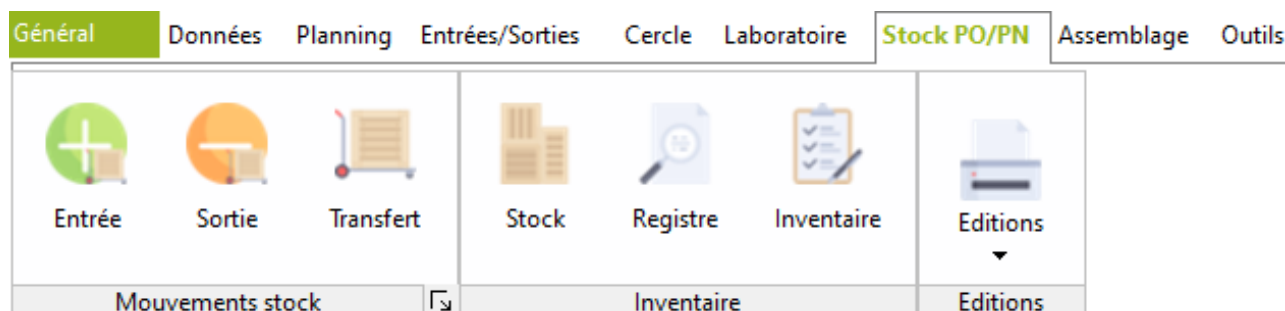 Général Données Planning Entrées/Sorties Cercle Laboratoire Stock PO/PN Assemblage Outils
Entrée Sortie Transfert Stock Registre Inventaire Editions
Mouvements stock Inventaire Editions